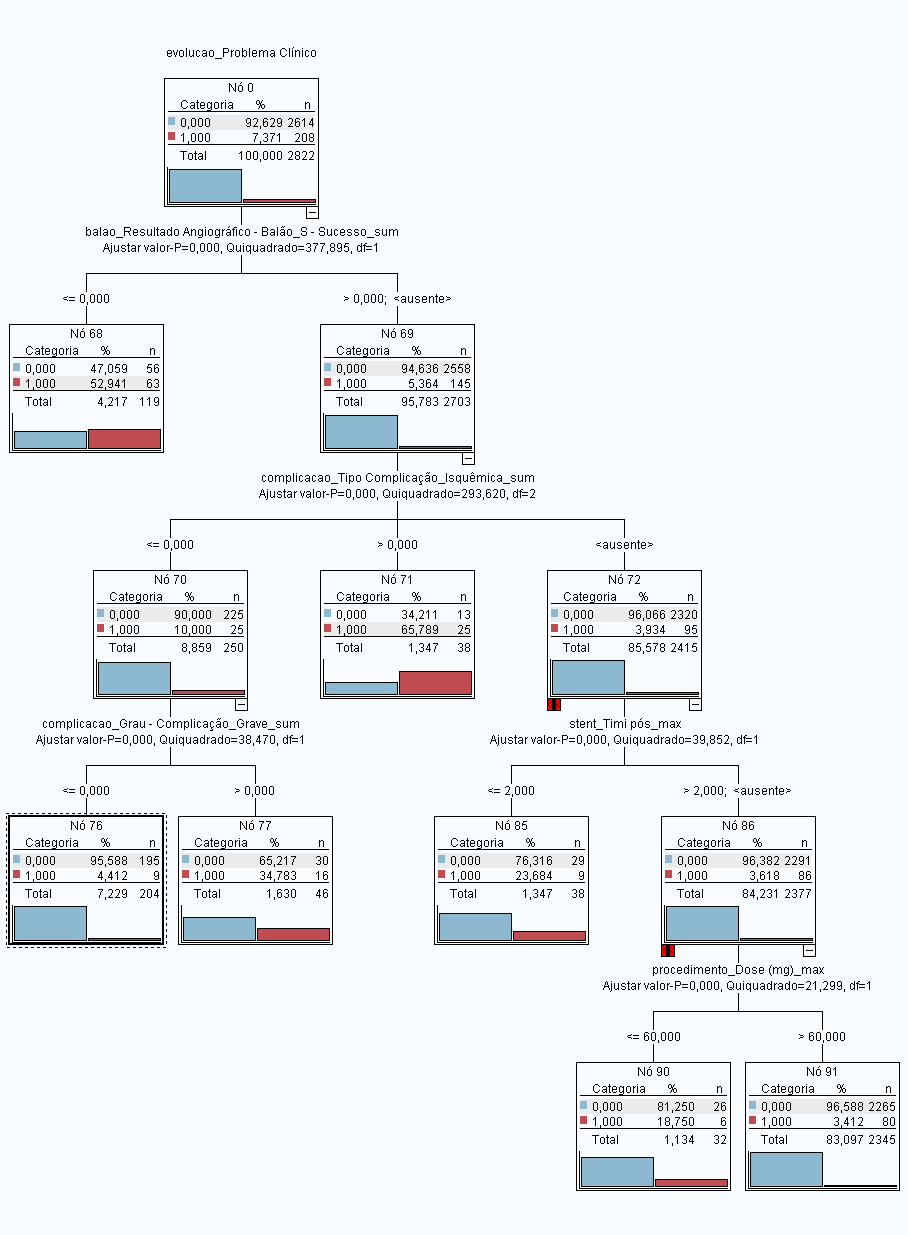 evolucao_Problema Clínico
Nó 0
Categoria % n
0,000 92,629 2614
1,000 7,371 208
Total 100,000 2822
balao_Resultado Angiográfico - Balão_S - Sucesso_sum
Ajustar valor-P=0,000, Quiquadrado=377,895, df=1
<= 0,000
> 0,000; <ausente>
Nó 68
Categoria % n
0,000 47,059 56
1,000 52,941 63
Total 4,217 119
Nó 69
Categoria % n
0,000 94,636 2558
1,000 5,364 145
Total 95,783 2703
complicacao_Tipo Complicação_Isquêmica_sum
Ajustar valor-P=0,000, Quiquadrado=293,620, df=2
<= 0,000
> 0,000
<ausente>
Nó 70
Categoria % n
0,000 90,000 225
1,000 10,000 25
Total 8,859 250
Nó 71
Categoria % n
0,000 34,211 13
1,000 65,789 25
Total 1,347 38
Nó 72
Categoria % n
0,000 96,066 2320
1,000 3,934 95
Total 85,578 2415
complicacao_Grau - Complicação_Grave_sum
Ajustar valor-P=0,000, Quiquadrado=38,470, df=1
stent_Timi pós_max
Ajustar valor-P=0,000, Quiquadrado=39,852, df=1
<= 0,000
> 0,000
<= 2,000
> 2,000; <ausente>
Nó 76
Categoria % n
0,000 95,588 195
1,000 4,412 9
Total 7,229 204
Nó 77
Categoria % n
0,000 65,217 30
1,000 34,783 16
Total 1,630 46
Nó 85
Categoria % n
0,000 76,316 29
1,000 23,684 9
Total 1,347 38
Nó 86
Categoria % n
0,000 96,382 2291
1,000 3,618 86
Total 84,231 2377
procedimento_Dose (mg)_max
Ajustar valor-P=0,000, Quiquadrado=21,299, df=1
<= 60,000
> 60,000
Nó 90
Categoria % n
0,000 81,250 26
1,000 18,750 6
Total 1,134 32
Nó 91
Categoria % n
0,000 96,588 2265
1,000 3,412 80
Total 83,097 2345